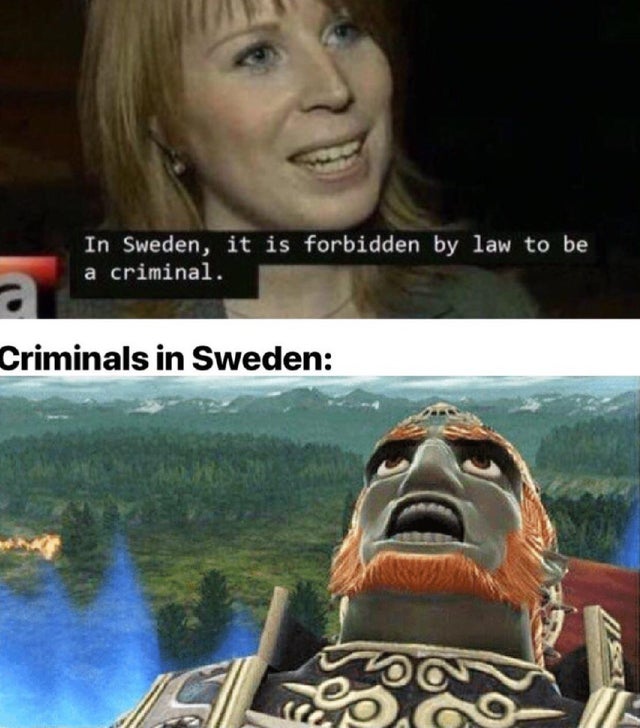 In Sweden, it is forbidden by law to be
a criminal.
a
Criminals in Sweden: